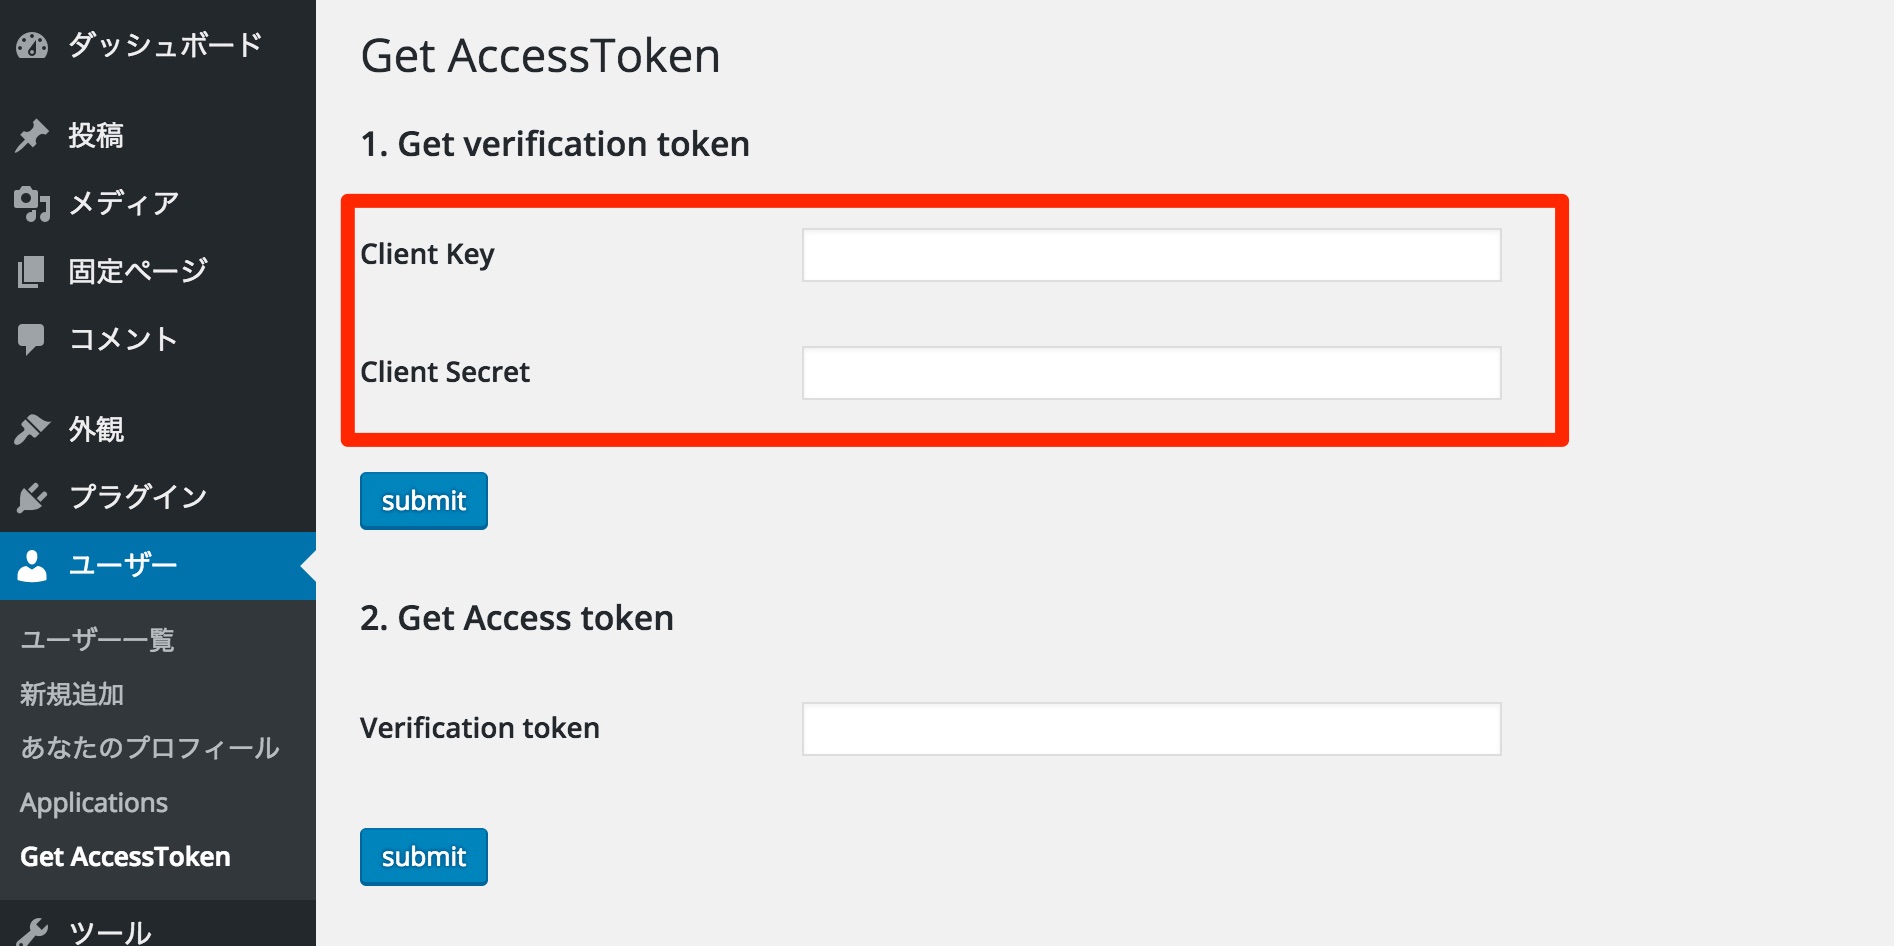 ダッシュボード
投稿
メディア
固定ページ
コメント
外観
プラグイン
ユーザー
ユーザー一覧
新規追加
あなたのプロフィール
Applications
Get AccessToken
ツール
Get AccessToken
1. Get verification token
Client Key
Client Secret
submit
2. Get Access token
Verification token
submit